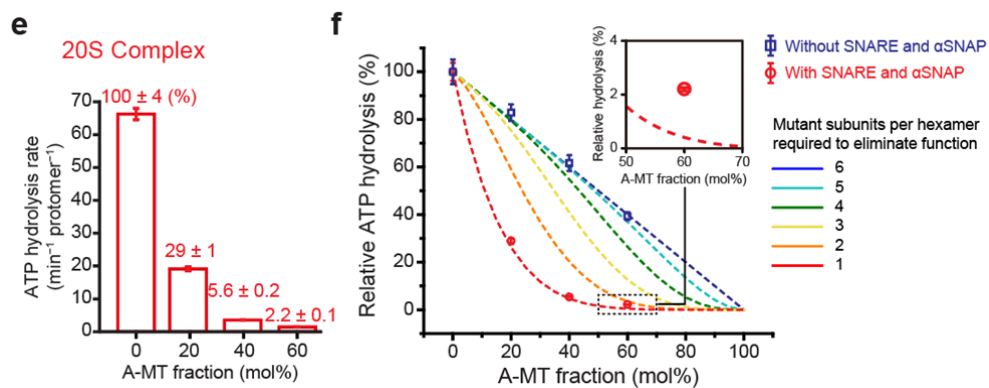 e
20S Complex
100 ± 4 (%)
29 ± 1
5.6 ± 0.2
2.2 ± 0.1
ATP hydrolysis rate
(min⁻¹ protomer⁻¹)
70
60
50
40
30
20
10
0
0 20 40 60
A-MT fraction (mol%)
f
Relative ATP hydrolysis (%)
100
80
60
40
20
0
0 20 40 60 80 100
A-MT fraction (mol%)
Relative hydrolysis (%)
4
2
0
50 60 70
A-MT fraction (mol%)
Without SNARE and αSNAP
With SNARE and αSNAP
Mutant subunits per hexamer
required to eliminate function
6
5
4
3
2
1